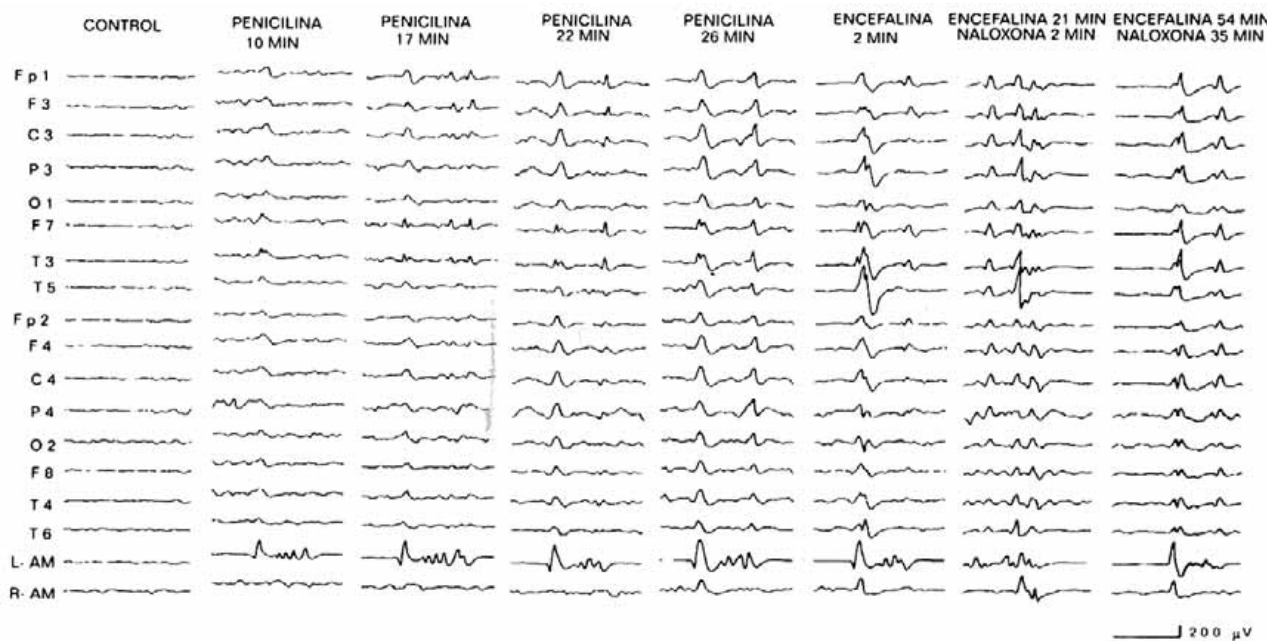 CONTROL
PENICILINA
10 MIN
PENICILINA
17 MIN
PENICILINA
22 MIN
PENICILINA
26 MIN
ENCEFALINA
2 MIN
ENCEFALINA 21 MIN
NALOXONA 2 MIN
ENCEFALINA 54 MIN
NALOXONA 35 MIN
Fp1
F3
C3
P3
O1
F7
T3
T5
Fp2
F4
C4
P4
O2
F8
T4
T6
L-AM
R-AM
200 μV